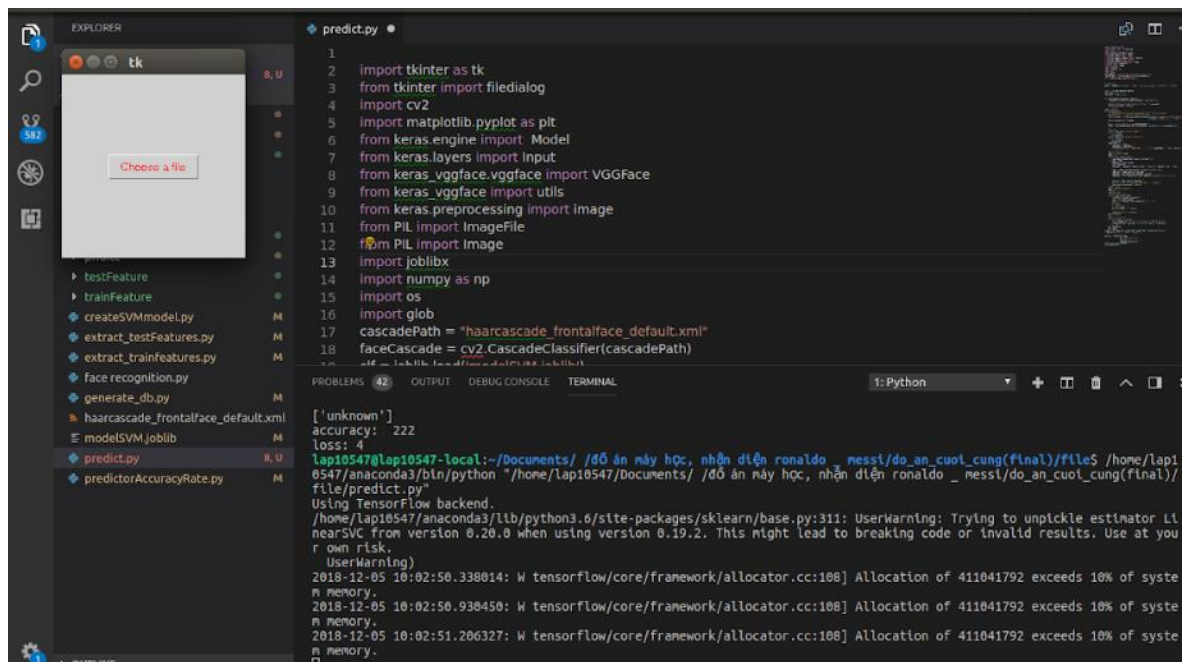 EXPLORER
predict.py
1
tk
8, U
Choose a file
582
1
2 import tkinter as tk
3 from tkinter import filedialog
4 import cv2
5 import matplotlib.pyplot as plt
6 from keras.engine import Model
7 from keras.layers import Input
8 from keras_vggface.vggface import VGGFace
9 from keras_vggface import utils
10 from keras.preprocessing import image
11 from PIL import ImageFile
12 from PIL import Image
13 import joblibx
14 import numpy as np
15 import os
16 import glob
17 cascadePath = "haarcascade_frontalface_default.xml"
18 faceCascade = cv2.CascadeClassifier(cascadePath)
testFeature
trainFeature
createSVMmodel.py M
extract_testFeatures.py M
extract_trainfeatures.py M
face recognition.py
generate_db.py M
haarcascade_frontalface_default.xml
modelSVM.joblib M
predict.py 8, U
predictorAccuracyRate.py M
1
PROBLEMS 42 OUTPUT DEBUG CONSOLE TERMINAL 1: Python
['unknown']
accuracy: 222
loss: 4
lap10547@lap10547-local:~/Documents/ /đồ án máy học, nhận diện ronaldo _ messi/do_an_cuoi_cung(final)/file$ /home/lap1
0547/anaconda3/bin/python "/home/lap10547/Documents/ /đồ án máy học, nhận diện ronaldo _ messi/do_an_cuoi_cung(final)/
file/predict.py"
Using TensorFlow backend.
/home/lap10547/anaconda3/lib/python3.6/site-packages/sklearn/base.py:311: UserWarning: Trying to unpickle estimator Li
nearSVC from version 0.20.0 when using version 0.19.2. This might lead to breaking code or invalid results. Use at you
r own risk.
UserWarning)
2018-12-05 10:02:50.338014: W tensorflow/core/framework/allocator.cc:108] Allocation of 411041792 exceeds 10% of syste
m memory.
2018-12-05 10:02:50.930450: W tensorflow/core/framework/allocator.cc:108] Allocation of 411041792 exceeds 10% of syste
m memory.
2018-12-05 10:02:51.206327: W tensorflow/core/framework/allocator.cc:108] Allocation of 411041792 exceeds 10% of syste
m memory.